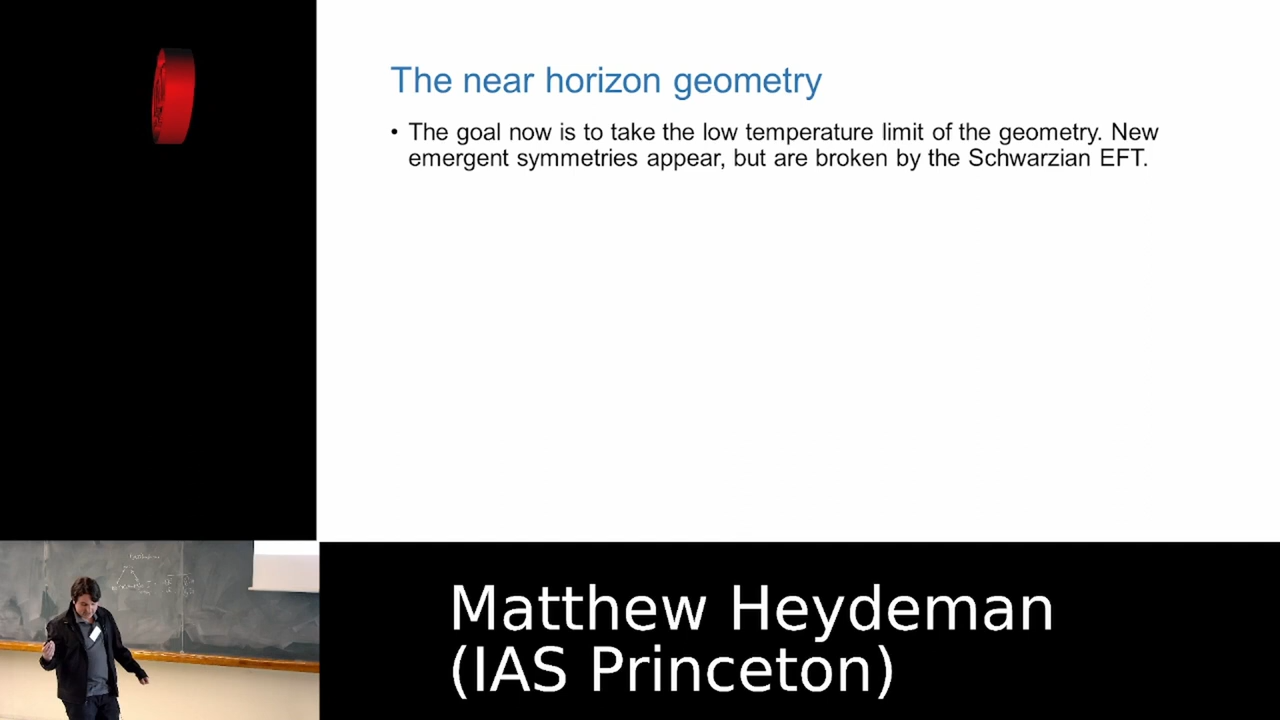 The near horizon geometry
• The goal now is to take the low temperature limit of the geometry. New
emergent symmetries appear, but are broken by the Schwarzian EFT.
Matthew Heydeman
(IAS Princeton)